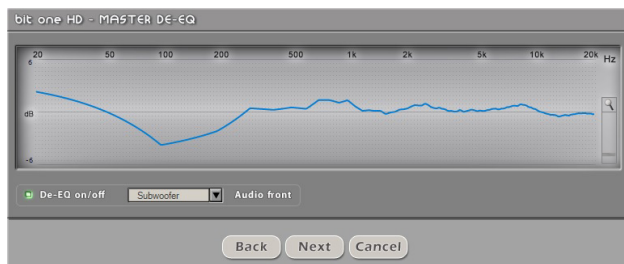 bit one HD - MASTER DE-EQ
20 50 100 200 500 1k 2k 5k 10k 20k Hz
6
dB
-6
De-EQ on/off Subwoofer Audio front
Back Next Cancel